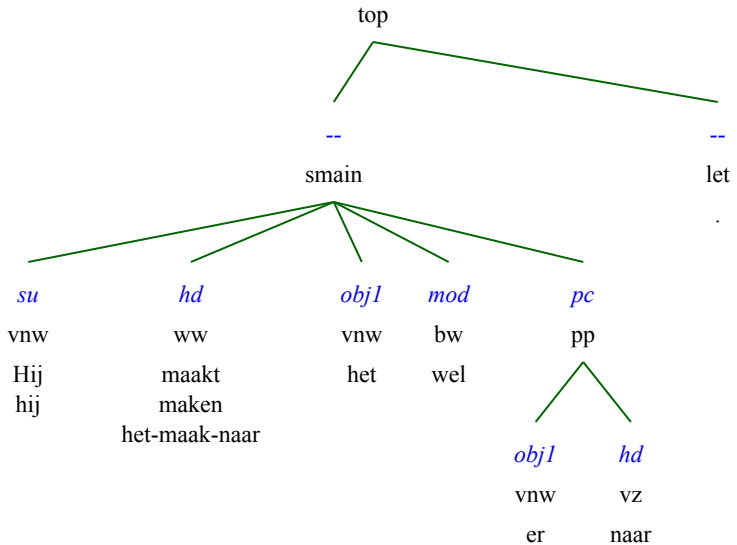 top
-- --
smain let
.
su hd obj1 mod pc
vnw ww vnw bw pp
Hij maakt het wel
hij maken
het-maak-naar
obj1 hd
vnw vz
er naar